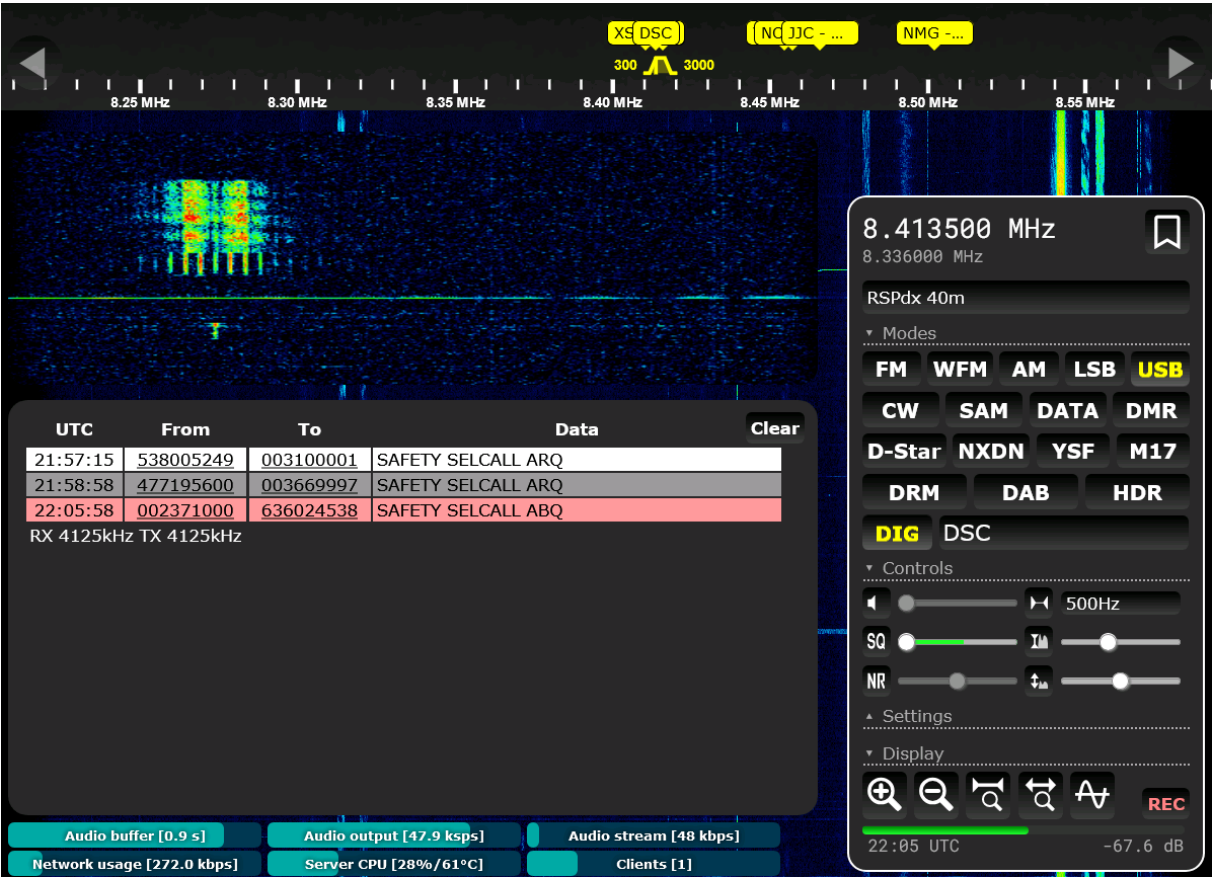 XS DSC NC JJC - ... NMG -...
300 3000
8.25 MHz 8.30 MHz 8.35 MHz 8.40 MHz 8.45 MHz 8.50 MHz 8.55 MHz
8.413500 MHz
8.336000 MHz
RSPdx 40m
▾ Modes
FM WFM AM LSB USB
CW SAM DATA DMR
D-Star NXDN YSF M17
DRM DAB HDR
DIG DSC
▾ Controls
500Hz
SQ
NR
▴ Settings
▾ Display
REC
22:05 UTC -67.6 dB
UTC From To Data Clear
21:57:15 538005249 003100001 SAFETY SELCALL ARQ
21:58:58 477195600 003669997 SAFETY SELCALL ARQ
22:05:58 002371000 636024538 SAFETY SELCALL ABQ
RX 4125kHz TX 4125kHz
Audio buffer [0.9 s] Audio output [47.9 ksps] Audio stream [48 kbps]
Network usage [272.0 kbps] Server CPU [28%/61°C] Clients [1]